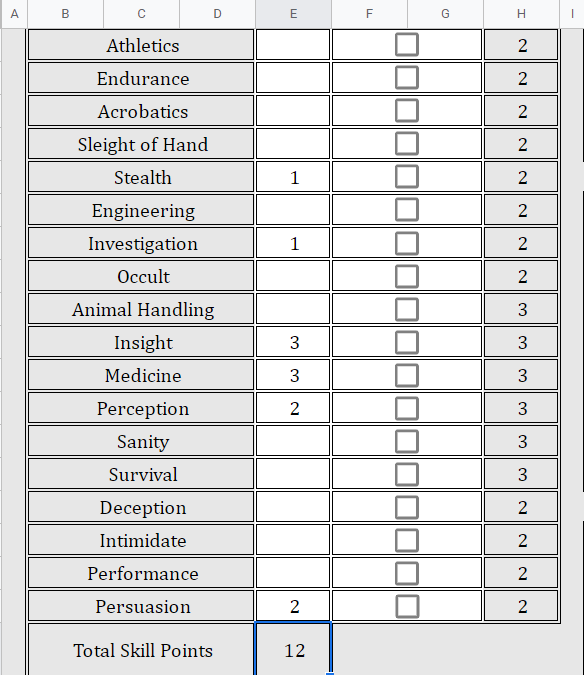 A B C D E F G H I
Athletics 2
Endurance 2
Acrobatics 2
Sleight of Hand 2
Stealth 1 2
Engineering 2
Investigation 1 2
Occult 2
Animal Handling 3
Insight 3 3
Medicine 3 3
Perception 2 3
Sanity 3
Survival 3
Deception 2
Intimidate 2
Performance 2
Persuasion 2 2
Total Skill Points 12